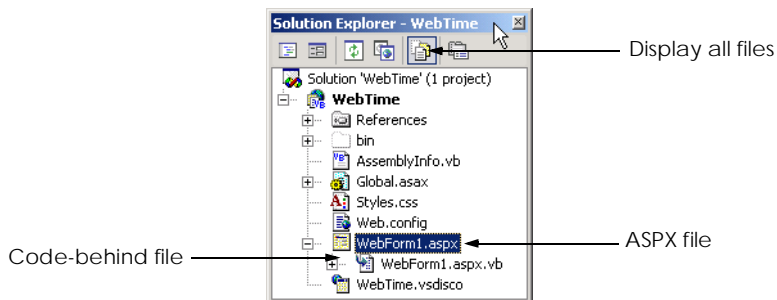 Solution Explorer - WebTime
Display all files
Solution 'WebTime' (1 project)
WebTime
References
bin
AssemblyInfo.vb
Global.asax
Styles.css
Web.config
WebForm1.aspx
ASPX file
Code-behind file
WebForm1.aspx.vb
WebTime.vsdisco